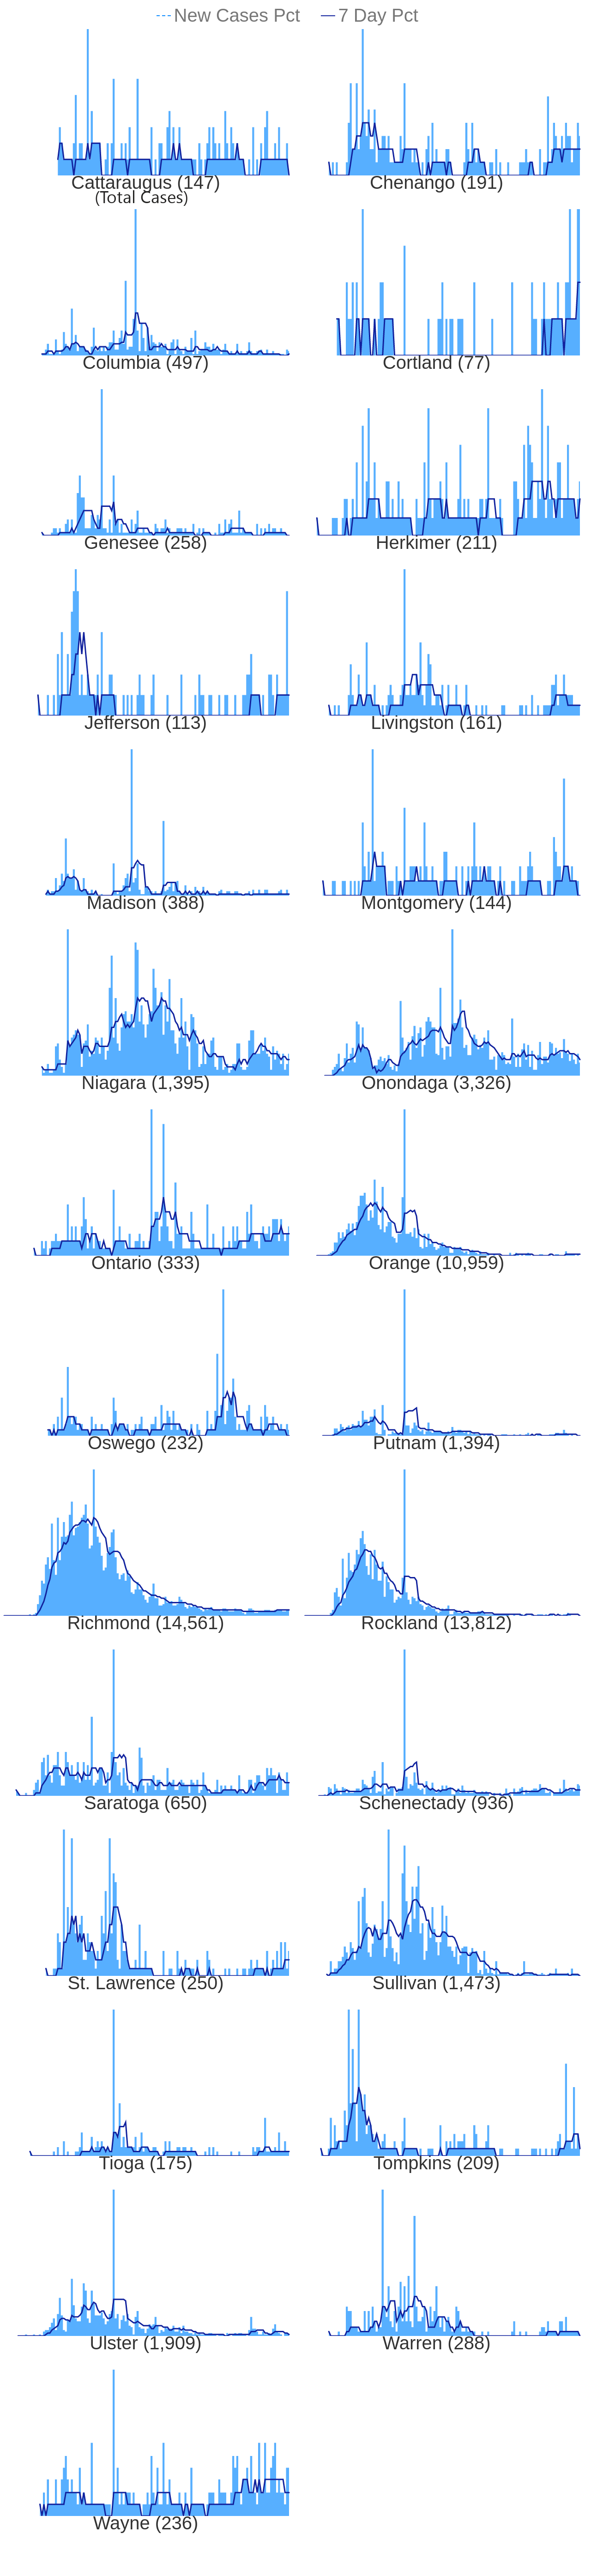 New Cases Pct 7 Day Pct
Cattaraugus (147) Chenango (191)
(Total Cases)
Columbia (497) Cortland (77)
Genesee (258) Herkimer (211)
Jefferson (113) Livingston (161)
Madison (388) Montgomery (144)
Niagara (1,395) Onondaga (3,326)
Ontario (333) Orange (10,959)
Oswego (232) Putnam (1,394)
Richmond (14,561) Rockland (13,812)
Saratoga (650) Schenectady (936)
St. Lawrence (250) Sullivan (1,473)
Tioga (175) Tompkins (209)
Ulster (1,909) Warren (288)
Wayne (236)